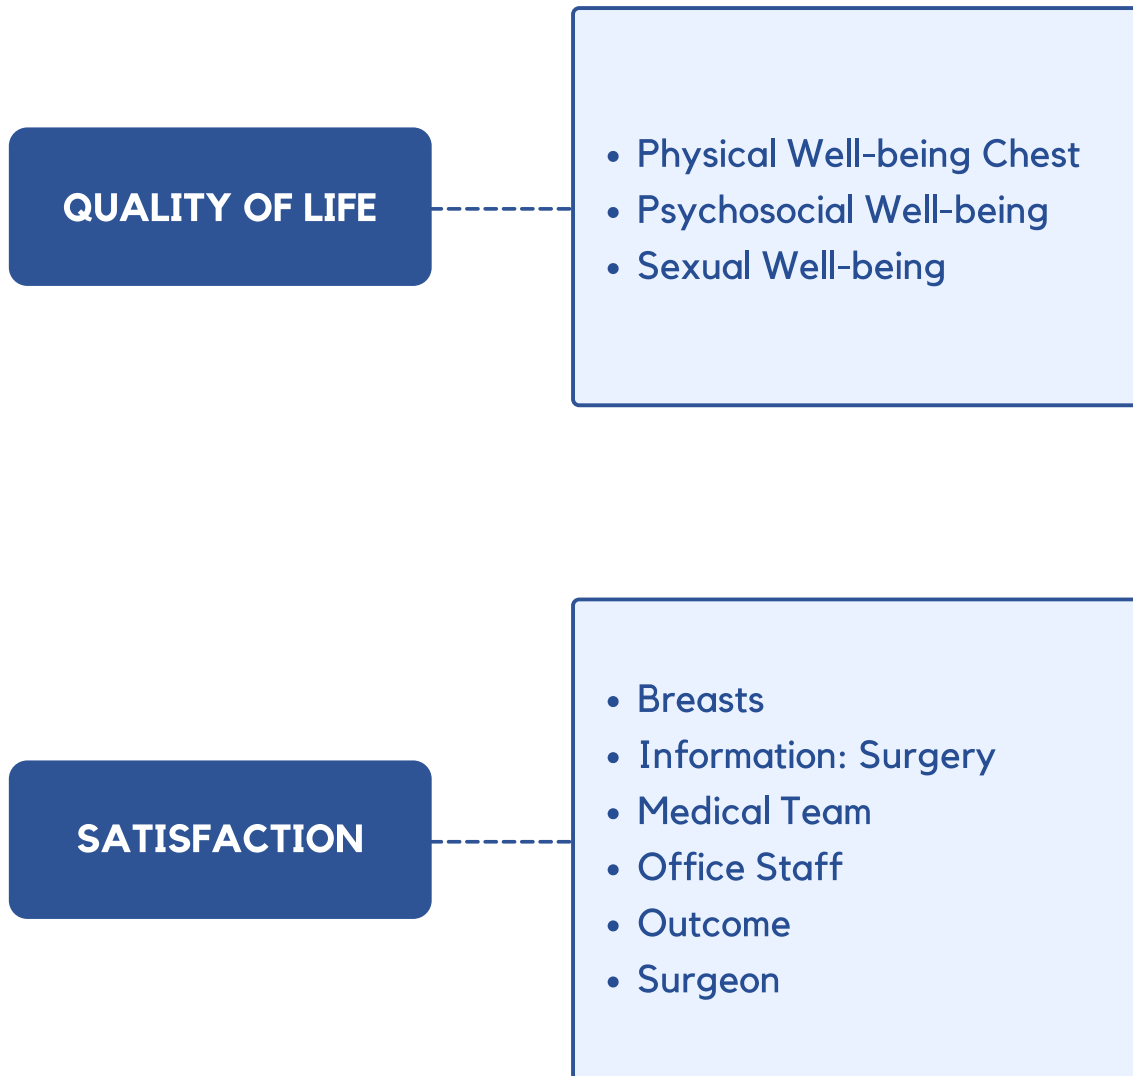 QUALITY OF LIFE
• Physical Well-being Chest
• Psychosocial Well-being
• Sexual Well-being
SATISFACTION
• Breasts
• Information: Surgery
• Medical Team
• Office Staff
• Outcome
• Surgeon